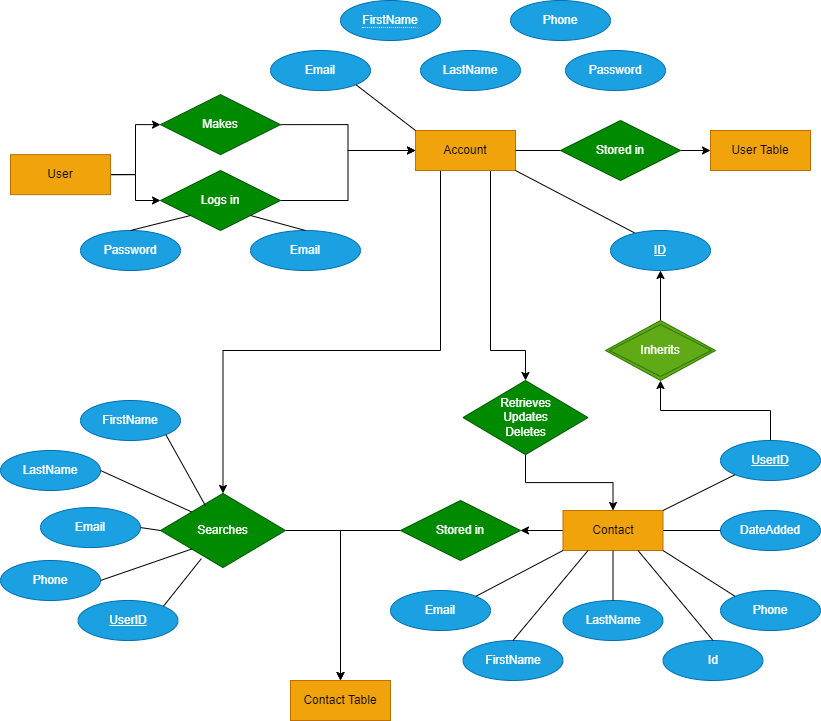 FirstName
Phone
Email
LastName
Password
Makes
Account
Stored in
User Table
User
Logs in
Password
Email
ID
Inherits
Retrieves
Updates
Deletes
FirstName
LastName
UserID
Email
Searches
Stored in
Contact
DateAdded
Phone
UserID
Email
LastName
Phone
FirstName
Id
Contact Table